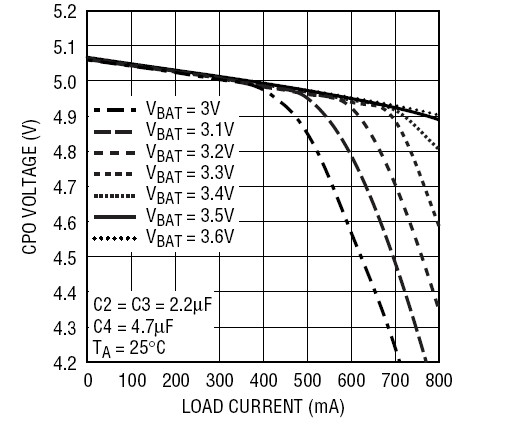 5.2
5.1
5.0
4.9
4.8
4.7
4.6
4.5
4.4
4.3
4.2
CPO VOLTAGE (V)
VBAT = 3V
VBAT = 3.1V
VBAT = 3.2V
VBAT = 3.3V
VBAT = 3.4V
VBAT = 3.5V
VBAT = 3.6V
C2 = C3 = 2.2μF
C4 = 4.7μF
TA = 25°C
0 100 200 300 400 500 600 700 800
LOAD CURRENT (mA)